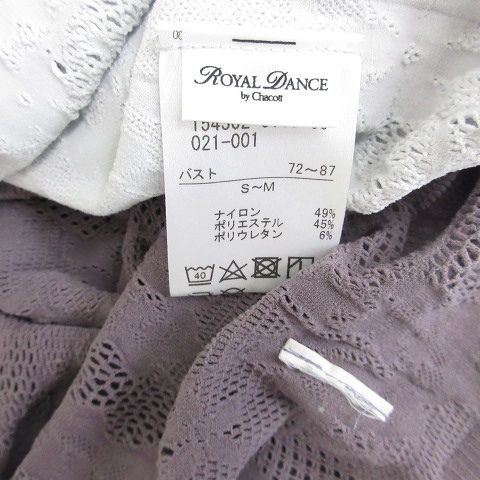 ROYAL DANCE
by Chacott
021-001
バスト 72～87
S～M
ナイロン 49%
ポリエステル 45%
ポリウレタン 6%
40